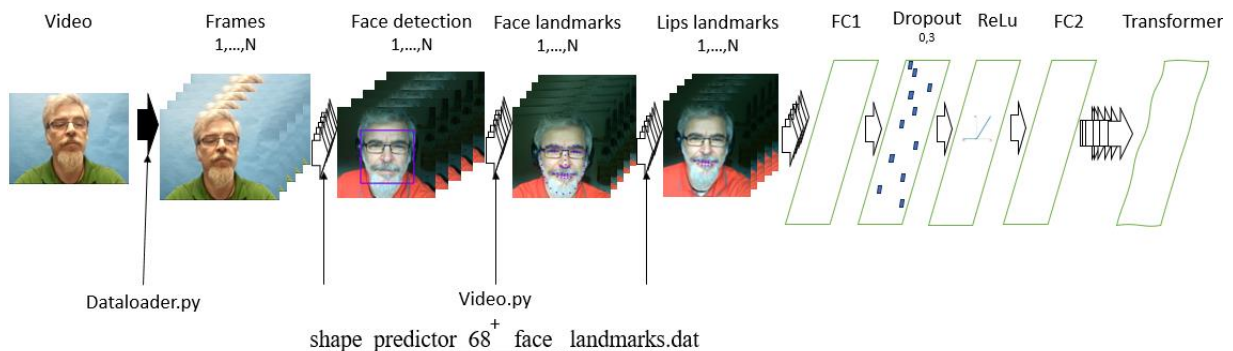 Video
Frames
1,...,N
Face detection
1,...,N
Face landmarks
1,...,N
Lips landmarks
1,...,N
FC1
Dropout
0,3
ReLu
FC2
Transformer
Dataloader.py
Video.py
+
shape predictor 68 face landmarks.dat